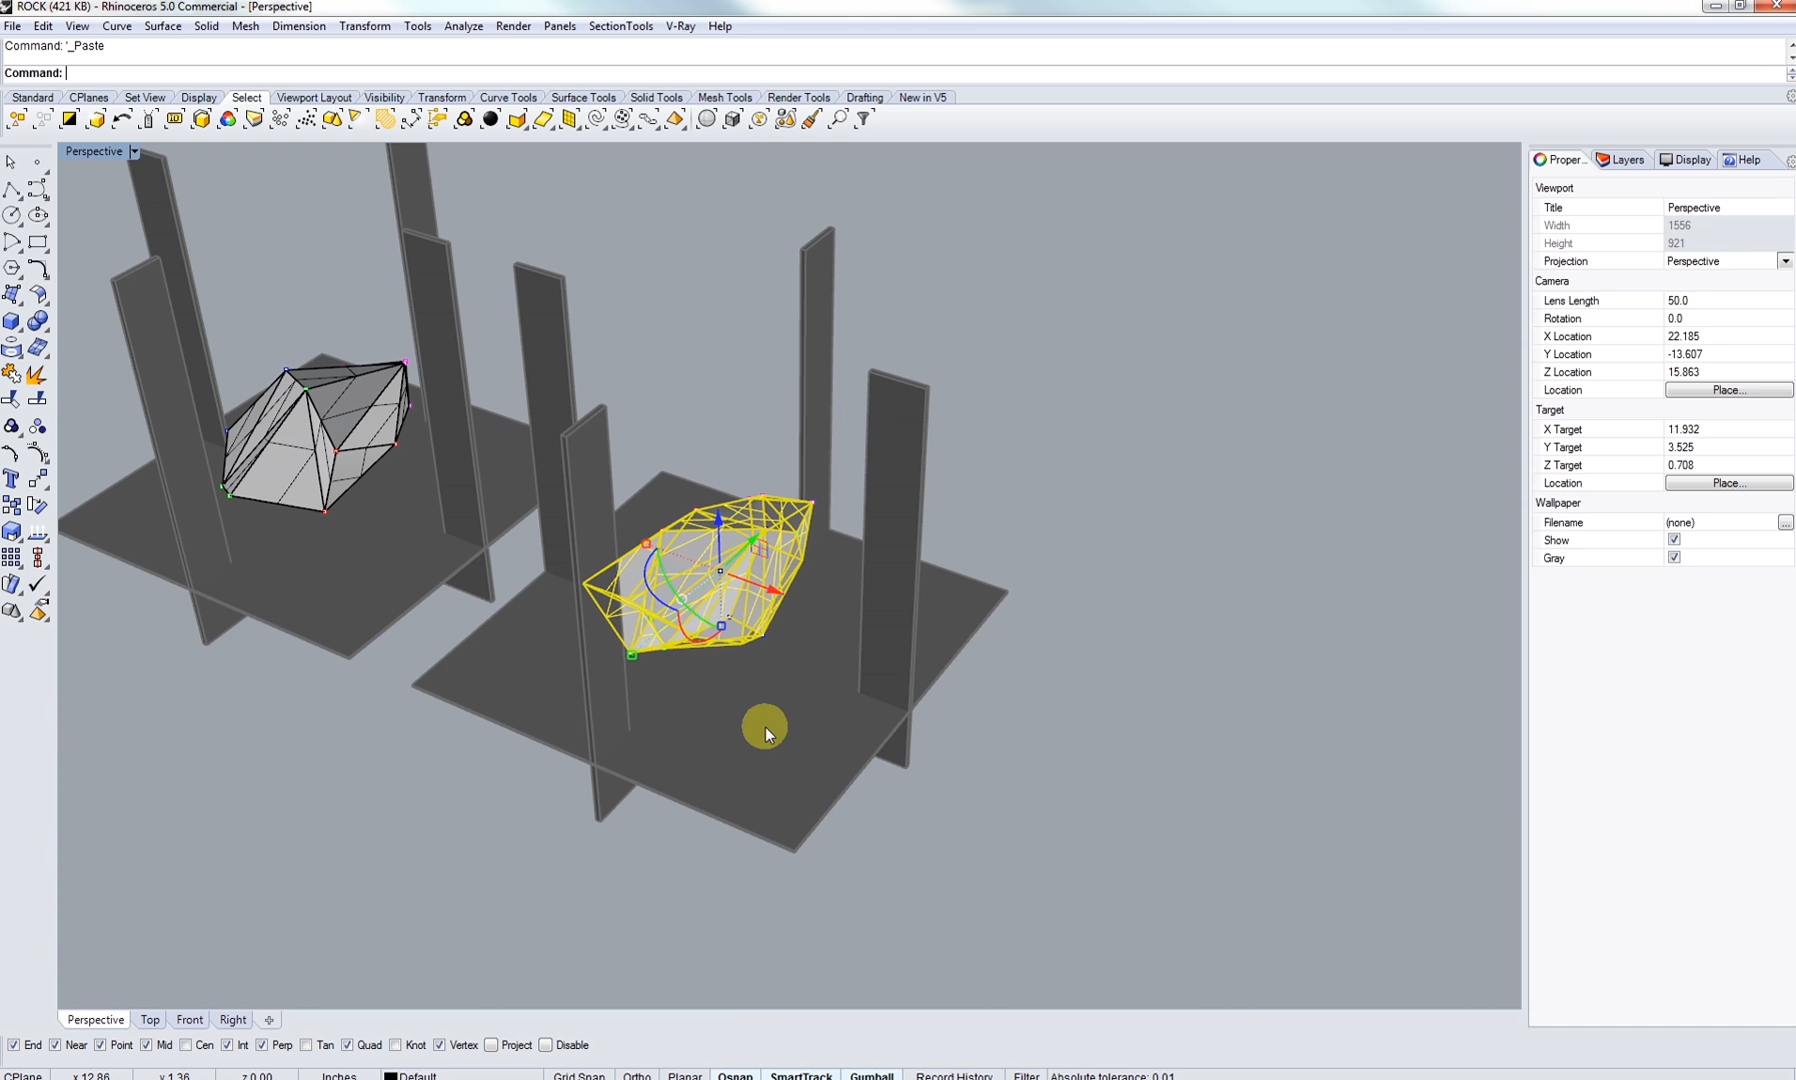 ROCK (421 KB) - Rhinoceros 5.0 Commercial - [Perspective]
File Edit View Curve Surface Solid Mesh Dimension Transform Tools Analyze Render Panels SectionTools V-Ray Help
Command: '_Paste
Command:
Standard CPlanes Set View Display Select Viewport Layout Visibility Transform Curve Tools Surface Tools Solid Tools Mesh Tools Render Tools Drafting New in V5
Perspective
Proper... Layers Display Help
Viewport
Title Perspective
Width 1556
Height 921
Projection Perspective
Camera
Lens Length 50.0
Rotation 0.0
X Location 22.185
Y Location -13.607
Z Location 15.863
Location Place...
Target
X Target 11.932
Y Target 3.525
Z Target 0.708
Location Place...
Wallpaper
Filename (none) ...
Show
Gray
Perspective Top Front Right
End Near Point Mid Cen Int Perp Tan Quad Knot Vertex Project Disable
CPlane x 12.86 y 1.36 z 0.00 Inches Default Grid Snap Ortho Planar Osnap SmartTrack Gumball Record History Filter Absolute tolerance: 0.01